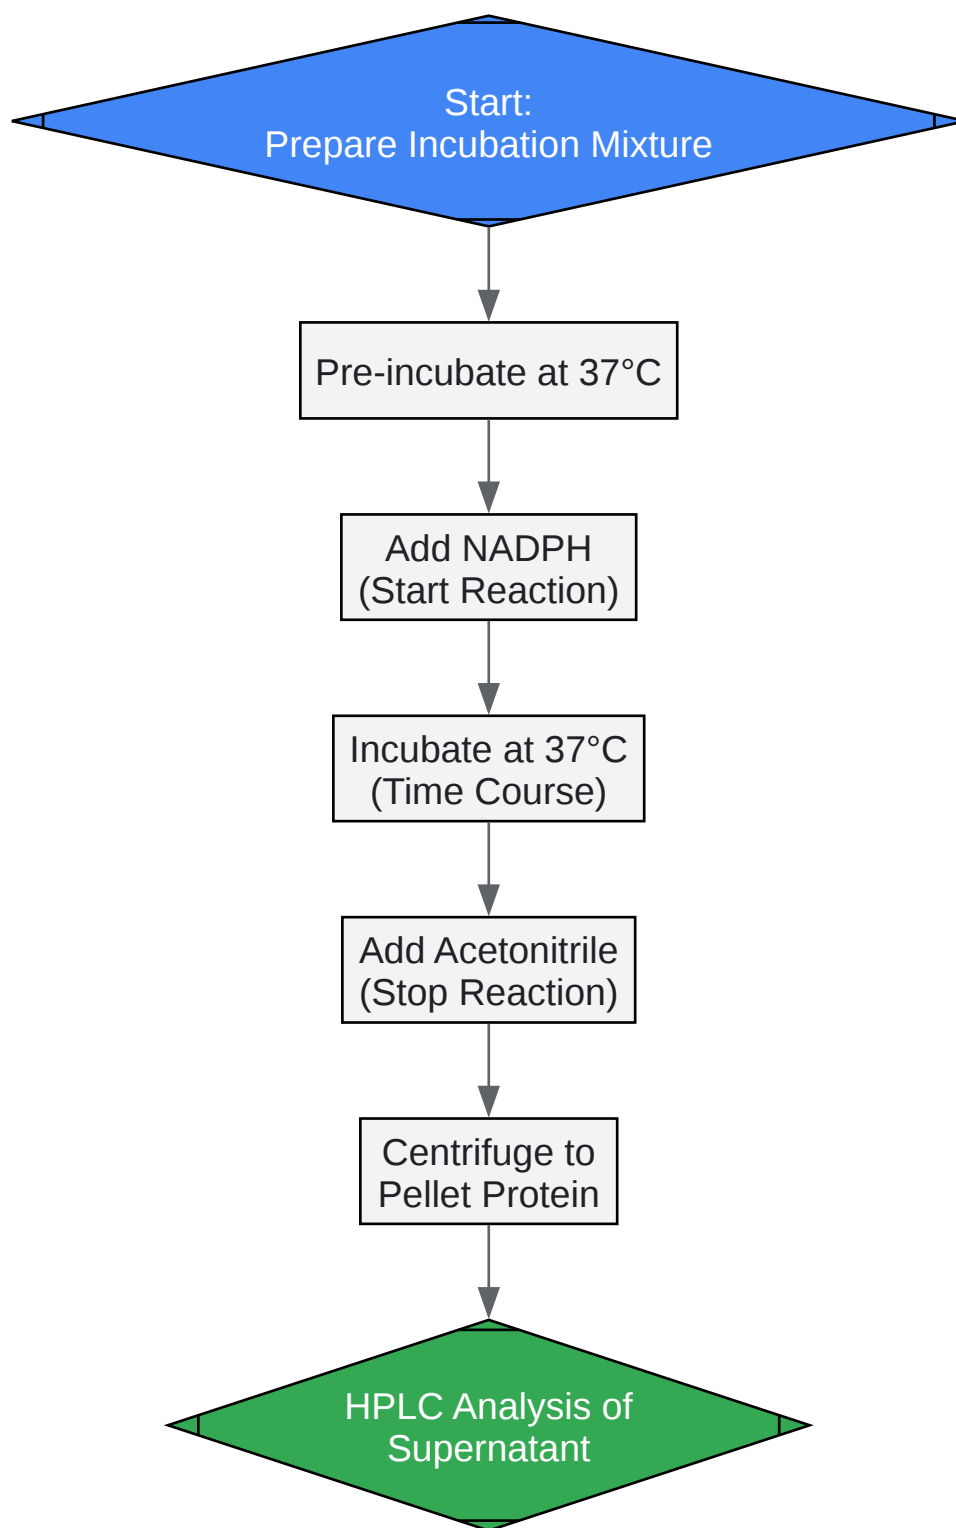 Start:
Prepare Incubation Mixture
Pre-incubate at 37°C
Add NADPH
(Start Reaction)
Incubate at 37°C
(Time Course)
Add Acetonitrile
(Stop Reaction)
Centrifuge to
Pellet Protein
HPLC Analysis of
Supernatant